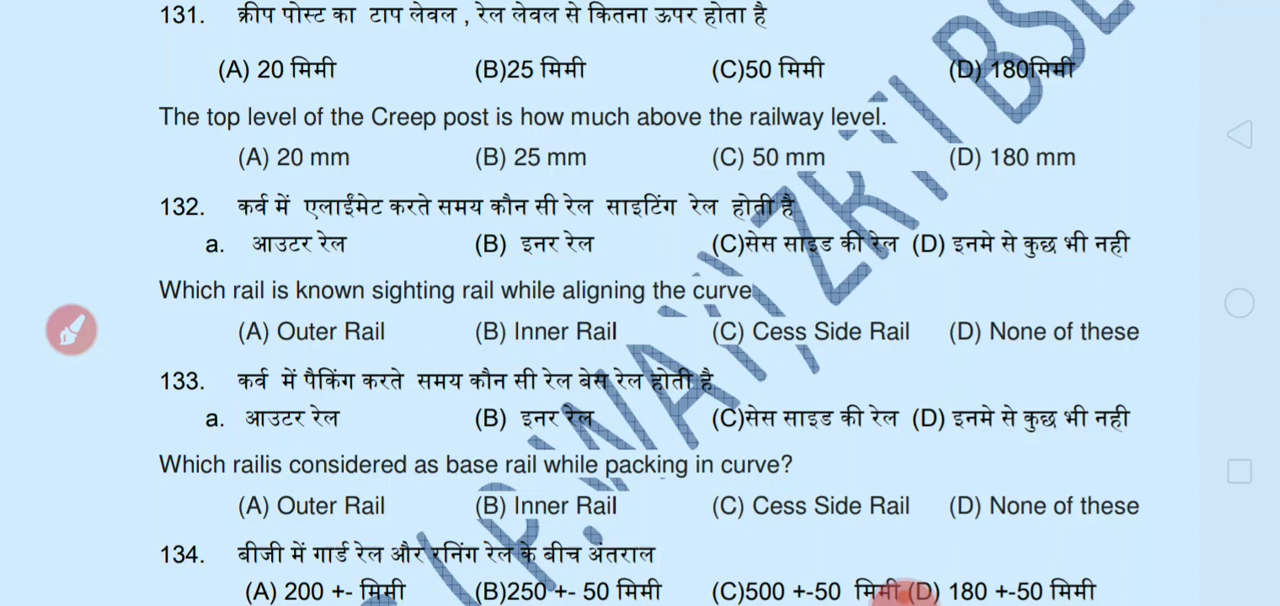 131. क्रीप पोस्ट का टाप लेवल , रेल लेवल से कितना ऊपर होता है
(A) 20 मिमी (B)25 मिमी (C)50 मिमी (D) 180मिमी
The top level of the Creep post is how much above the railway level.
(A) 20 mm (B) 25 mm (C) 50 mm (D) 180 mm
132. कर्व में एलाईमेट करते समय कौन सी रेल साइटिंग रेल होती है
a. आउटर रेल (B) इनर रेल (C)सेस साइड की रेल (D) इनमे से कुछ भी नही
Which rail is known sighting rail while aligning the curve
(A) Outer Rail (B) Inner Rail (C) Cess Side Rail (D) None of these
133. कर्व में पैकिंग करते समय कौन सी रेल बेस रेल होती है
a. आउटर रेल (B) इनर रेल (C)सेस साइड की रेल (D) इनमे से कुछ भी नही
Which railis considered as base rail while packing in curve?
(A) Outer Rail (B) Inner Rail (C) Cess Side Rail (D) None of these
134. बीजी में गार्ड रेल और रनिंग रेल के बीच अंतराल
(A) 200 +- मिमी (B)250 +- 50 मिमी (C)500 +-50 मिमी (D) 180 +-50 मिमी